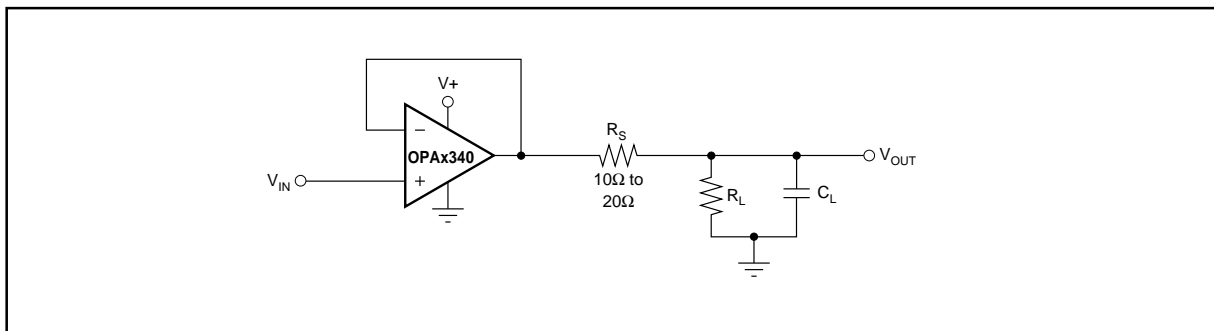 V+
−
OPAx340
+
V_IN
R_S
10Ω to
20Ω
R_L
C_L
V_OUT